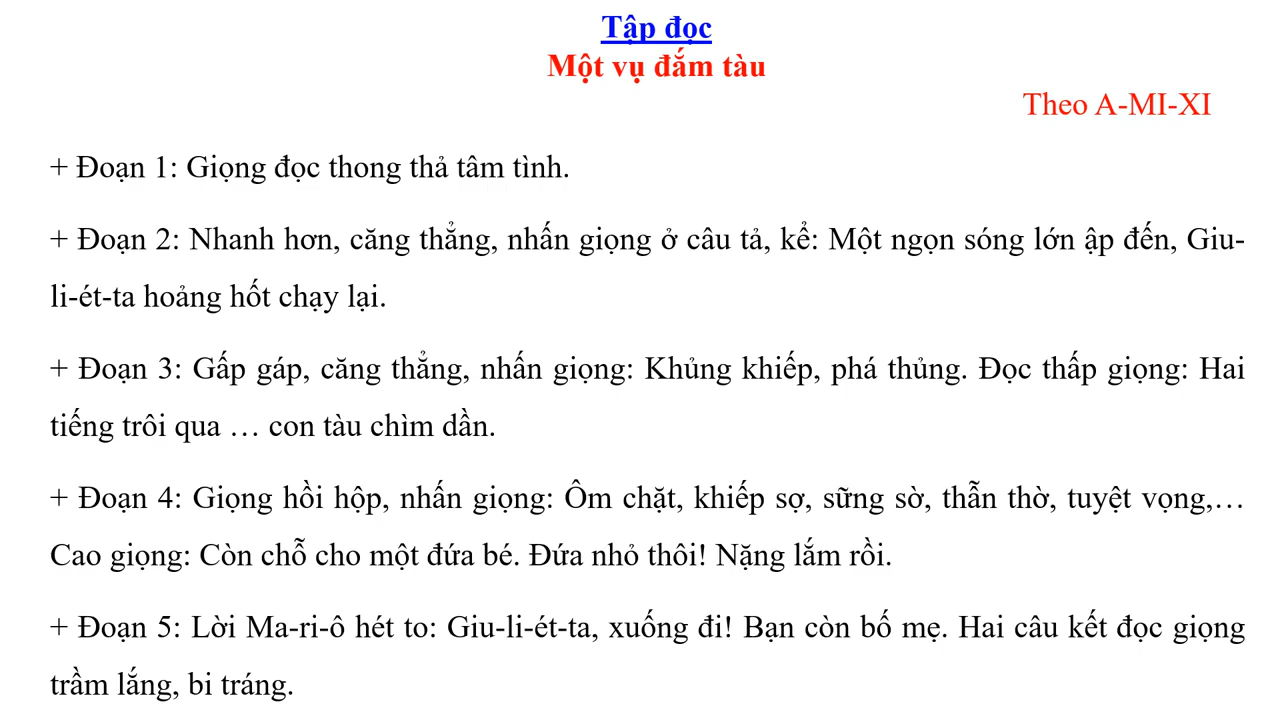 Tập đọc
Một vụ đắm tàu
Theo A-MI-XI
+ Đoạn 1: Giọng đọc thong thả tâm tình.
+ Đoạn 2: Nhanh hơn, căng thẳng, nhấn giọng ở câu tả, kể: Một ngọn sóng lớn ập đến, Giu-
li-ét-ta hoảng hốt chạy lại.
+ Đoạn 3: Gấp gáp, căng thẳng, nhấn giọng: Khủng khiếp, phá thủng. Đọc thấp giọng: Hai
tiếng trôi qua … con tàu chìm dần.
+ Đoạn 4: Giọng hồi hộp, nhấn giọng: Ôm chặt, khiếp sợ, sững sờ, thẫn thờ, tuyệt vọng,…
Cao giọng: Còn chỗ cho một đứa bé. Đứa nhỏ thôi! Nặng lắm rồi.
+ Đoạn 5: Lời Ma-ri-ô hét to: Giu-li-ét-ta, xuống đi! Bạn còn bố mẹ. Hai câu kết đọc giọng
trầm lắng, bi tráng.